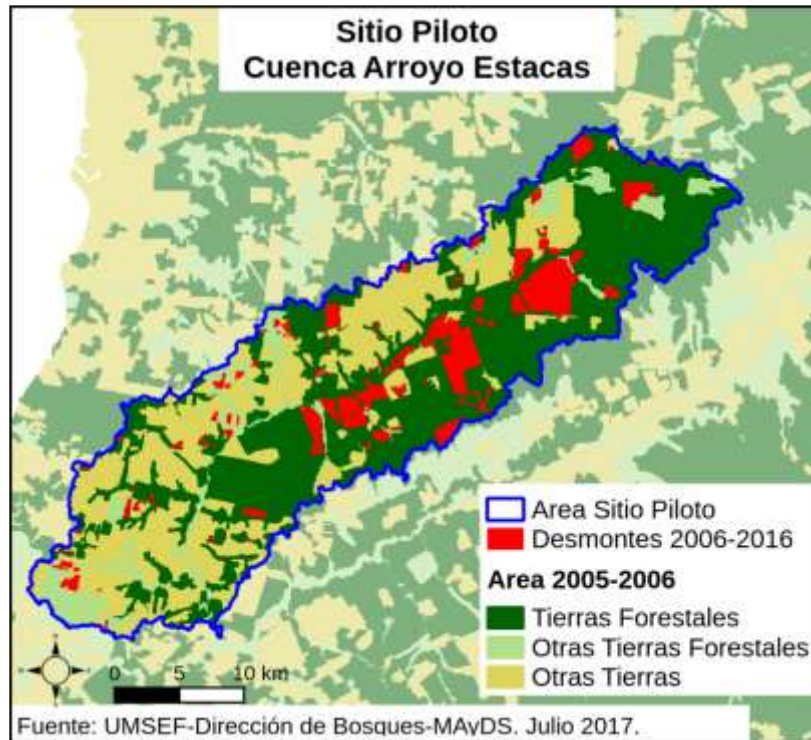 Sitio Piloto
Cuenca Arroyo Estacas
Area Sitio Piloto
Desmontes 2006-2016
Area 2005-2006
Tierras Forestales
Otras Tierras Forestales
Otras Tierras
0 5 10 km
Fuente: UMSEF-Dirección de Bosques-MAyDS. Julio 2017.